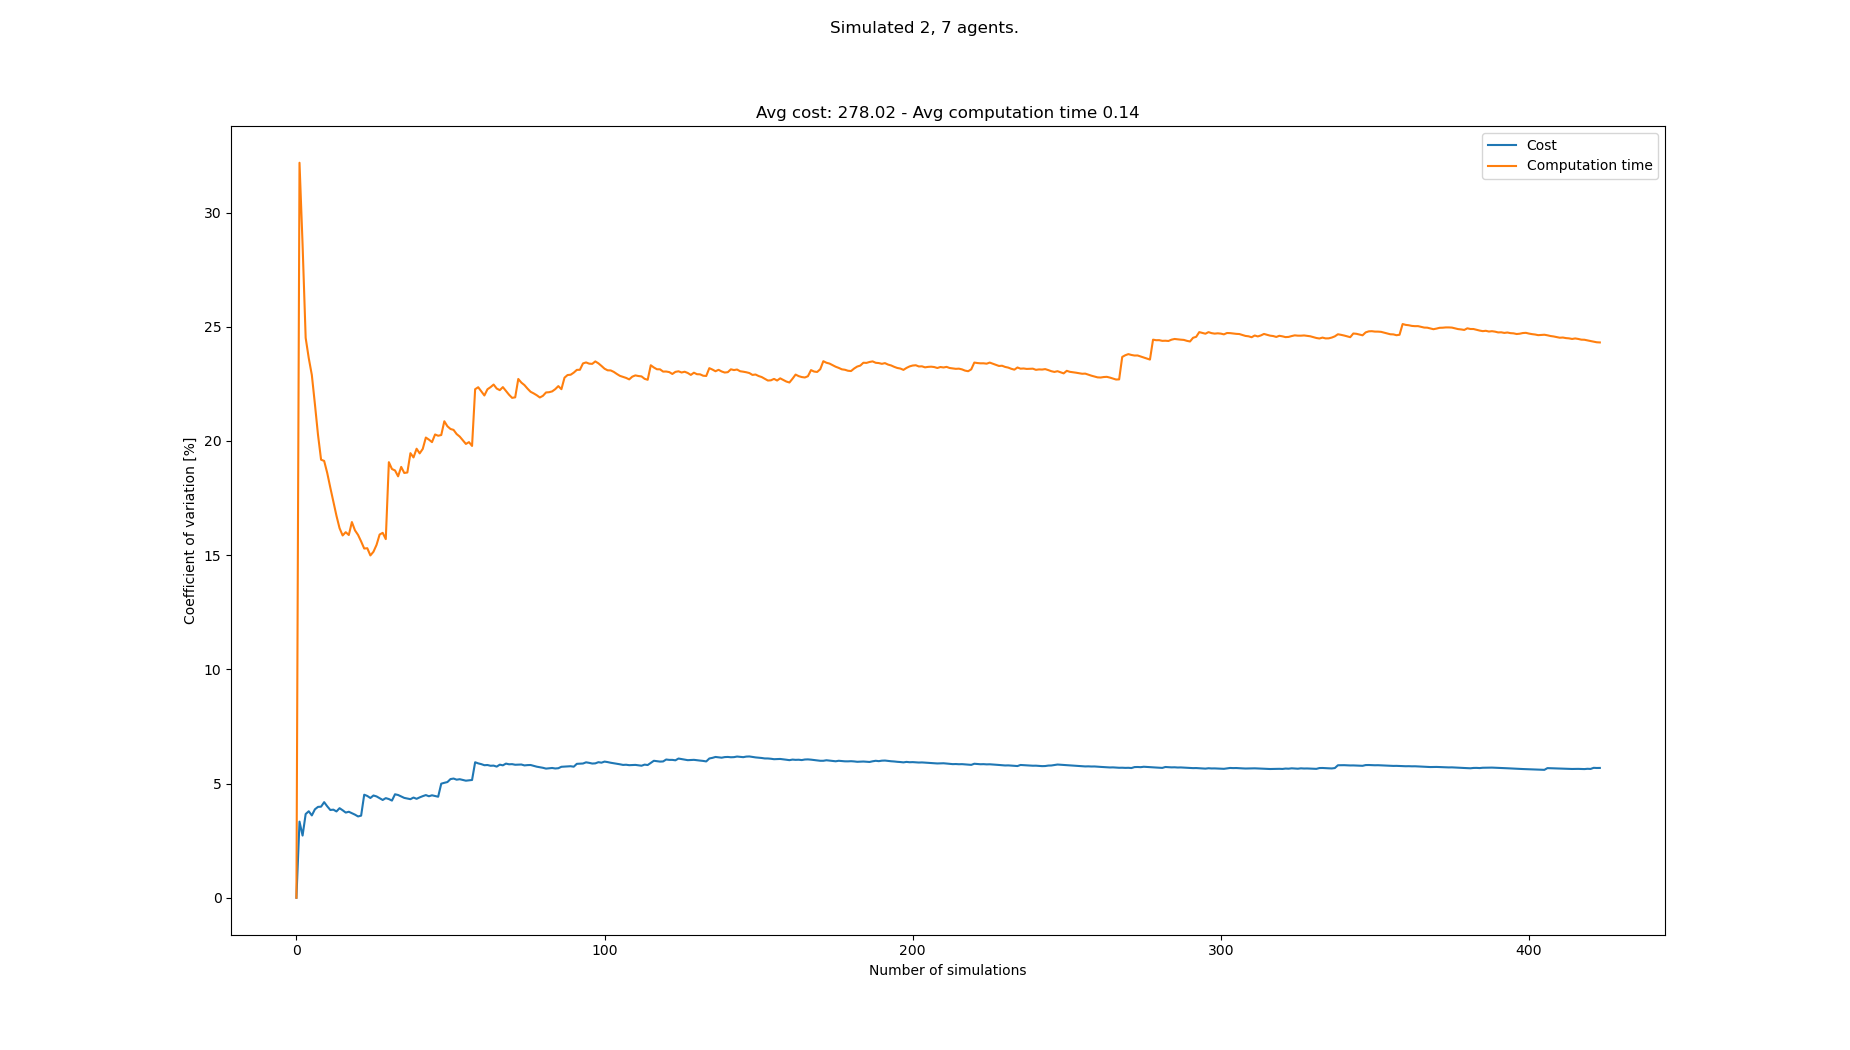 Simulated 2, 7 agents.
Avg cost: 278.02 - Avg computation time 0.14
Cost
Computation time
Coefficient of variation [%]
30
25
20
15
10
5
0
0 100 200 300 400
Number of simulations